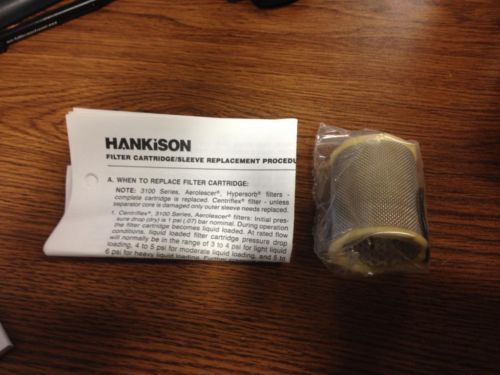 HANKiSON
FILTER CARTRIDGE/SLEEVE REPLACEMENT PROCEDU
A. WHEN TO REPLACE FILTER CARTRIDGE:
NOTE: 3100 Series, Aerolescer®, Hypersorb® filters -
complete cartridge is replaced. Centriflex® filter - unless
separator core is damaged only outer sleeve needs replaced.
1. Centriflex®, 3100 Series, Aerolescer® filters: Initial pres-
sure drop (dry) is 1 psi (.07) bar nominal. During operation
the filter cartridge becomes liquid loaded. At rated flow
conditions, liquid loaded filter cartridge pressure drop
will normally be in the range of 3 to 4 psi for light liquid
loading, 4 to 5 psi for moderate liquid loading, and 5 to
6 psi for heavy liquid loading.